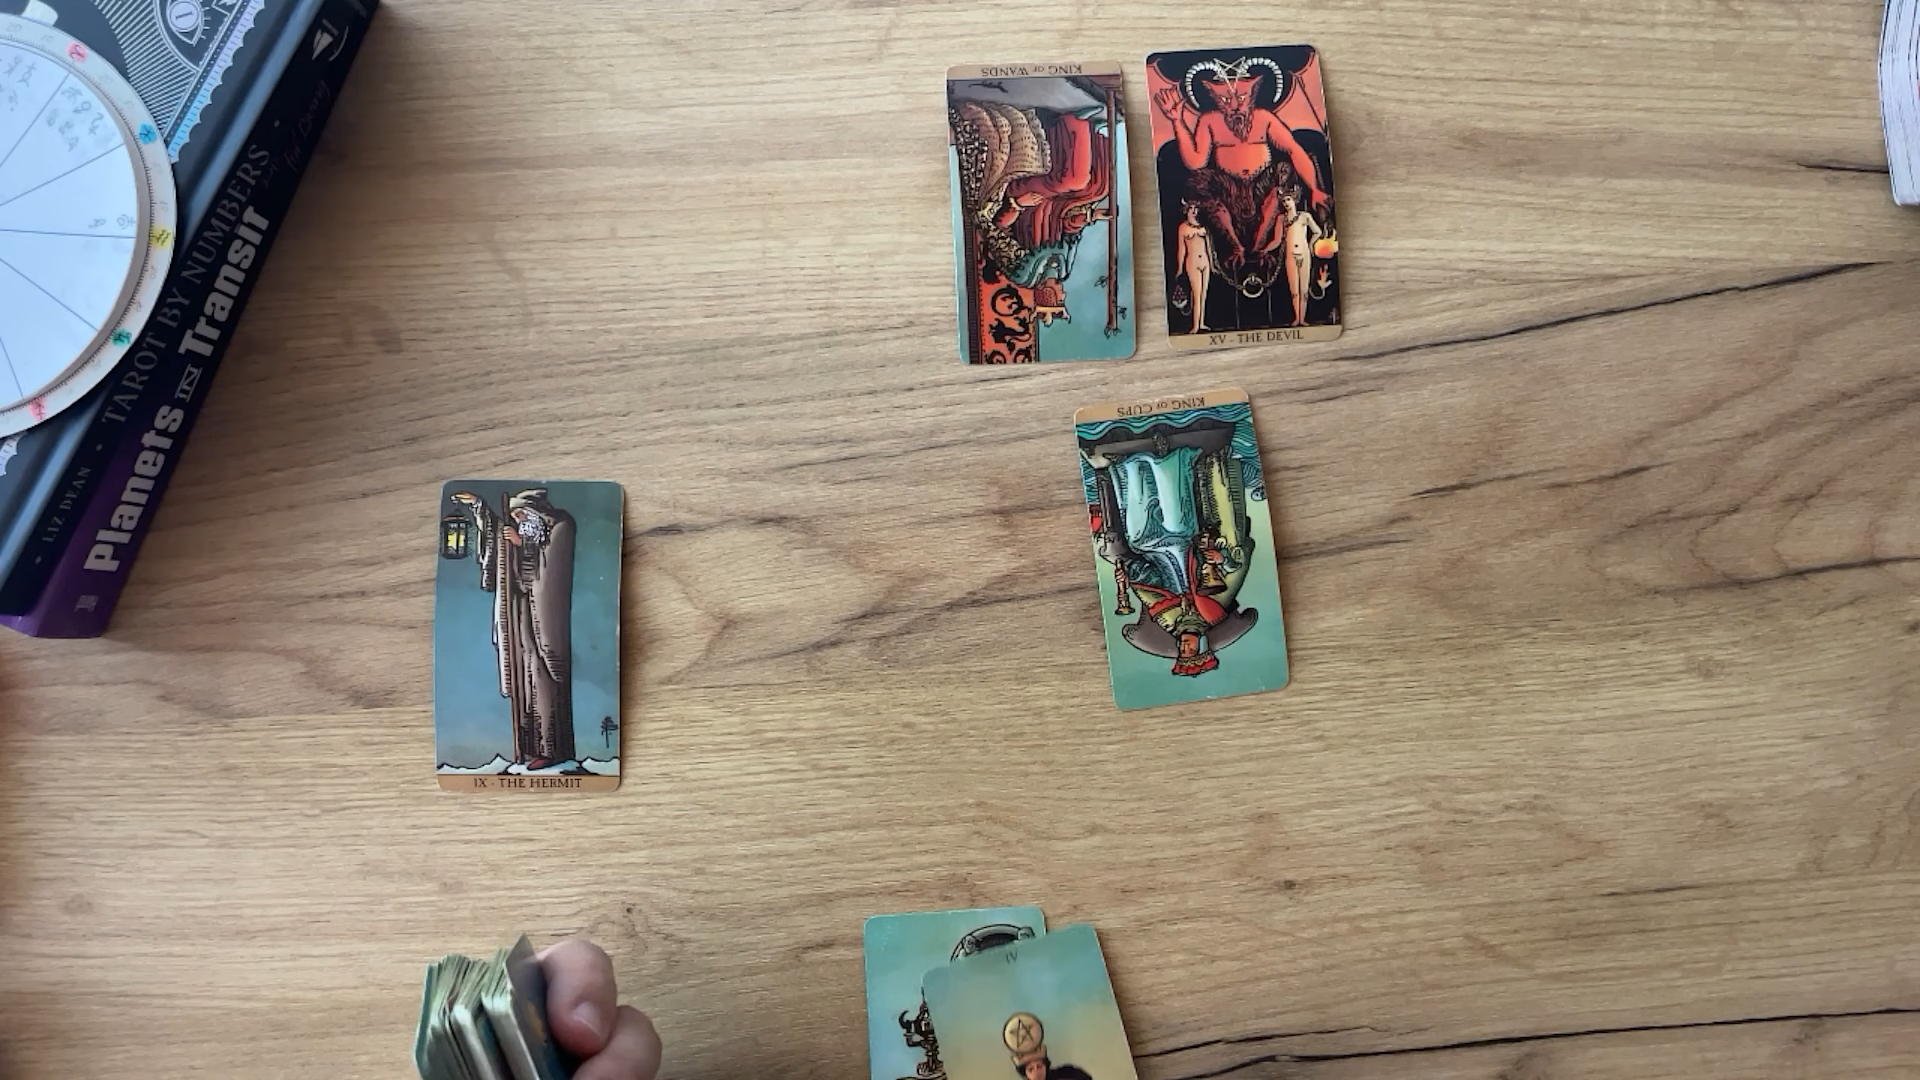 KING OF WANDS
XV - THE DEVIL
KING OF CUPS
IX - THE HERMIT
IV
LIZ DEAN • TAROT BY NUMBERS
Planets IN Transit